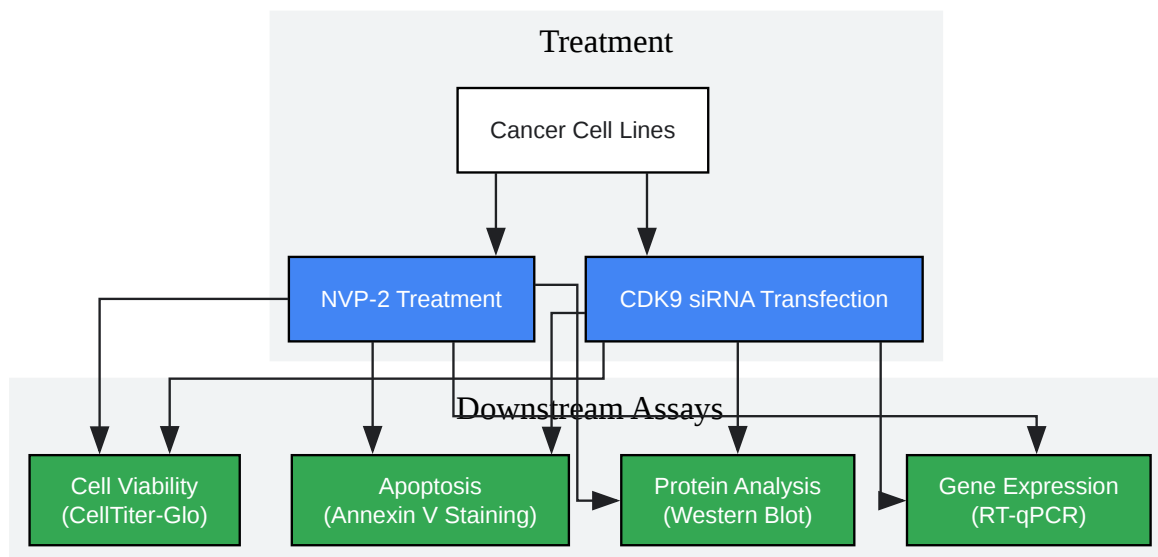 Treatment
Cancer Cell Lines
NVP-2 Treatment
CDK9 siRNA Transfection
Downstream Assays
Cell Viability
(CellTiter-Glo)
Apoptosis
(Annexin V Staining)
Protein Analysis
(Western Blot)
Gene Expression
(RT-qPCR)